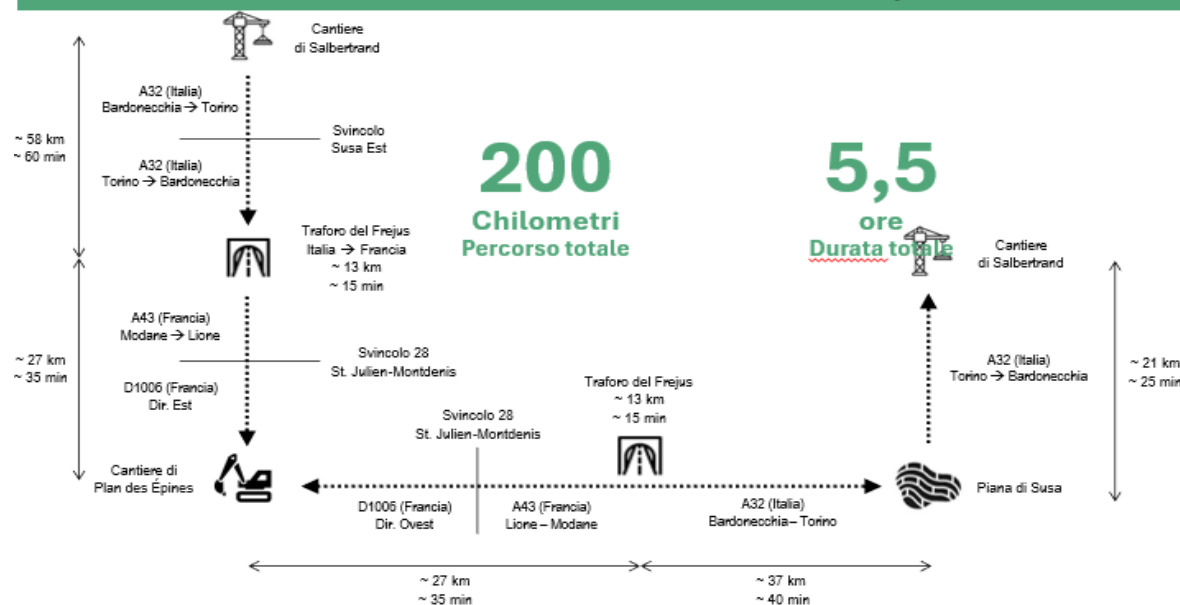 Cantiere
di Salbertrand
A32 (Italia)
Bardonecchia → Torino
~ 58 km
~ 60 min
Svincolo
Susa Est
A32 (Italia)
Torino → Bardonecchia
200
Chilometri
Percorso totale
5,5
ore
Durata totale
Traforo del Frejus
Italia → Francia
~ 13 km
~ 15 min
Cantiere
di Salbertrand
A43 (Francia)
Modane → Lione
~ 27 km
~ 35 min
Svincolo 28
St. Julien-Montdenis
D1006 (Francia)
Dir. Est
A32 (Italia)
Torino → Bardonecchia
~ 21 km
~ 25 min
Traforo del Frejus
~ 13 km
~ 15 min
Svincolo 28
St. Julien-Montdenis
Cantiere di
Plan des Épines
Piana di Susa
D1006 (Francia)
Dir. Ovest
A43 (Francia)
Lione – Modane
A32 (Italia)
Bardonecchia – Torino
~ 27 km
~ 35 min
~ 37 km
~ 40 min